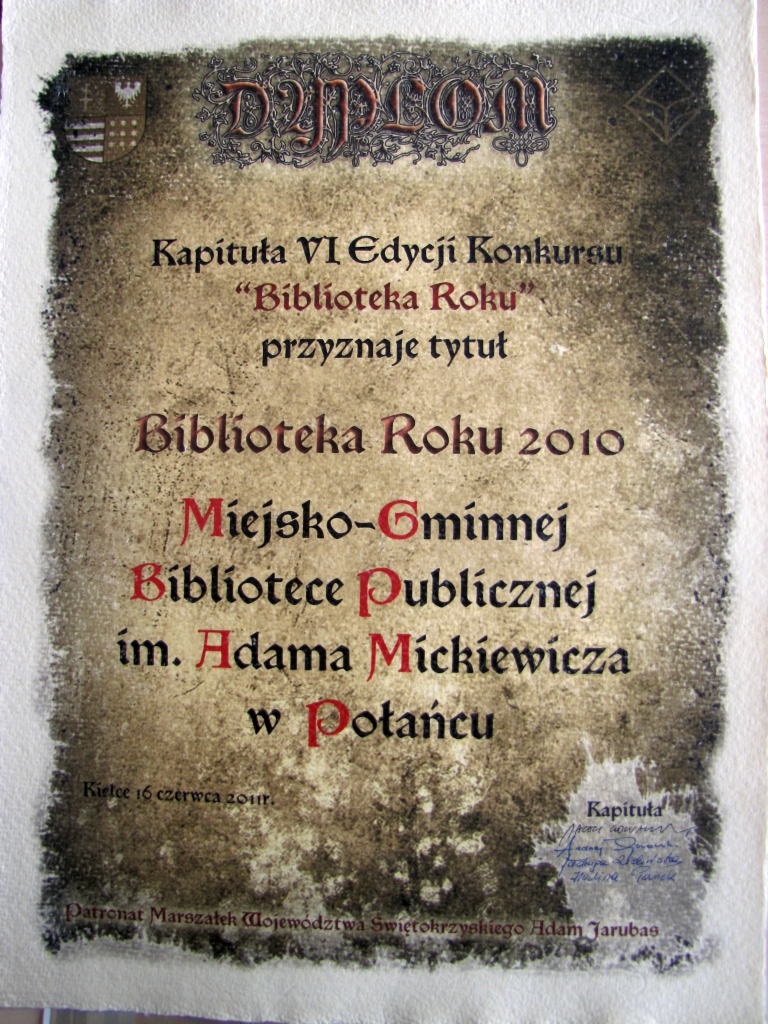 DYPLOM
Kapituła VI Edycji Konkursu
"Biblioteka Roku"
przyznaje tytuł
Biblioteka Roku 2010
Miejsko-Gminnej
Bibliotece Publicznej
im. Adama Mickiewicza
w Połańcu
Kielce 16 czerwca 2011r.
Kapituła
Patronat Marszałek Województwa Świętokrzyskiego Adam Jarubas